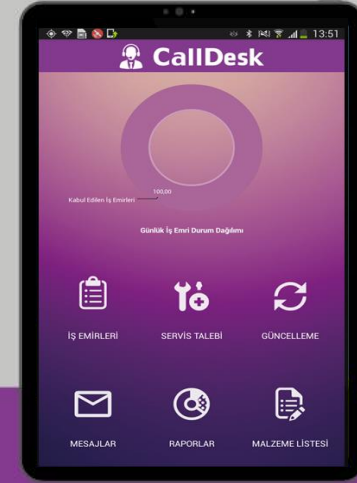 13:51
CallDesk
100,00
Kabul Edilen İş Emirleri
Günlük İş Emri Durum Dağılımı
İŞ EMİRLERİ SERVİS TALEBİ GÜNCELLEME
MESAJLAR RAPORLAR MALZEME LİSTESİ